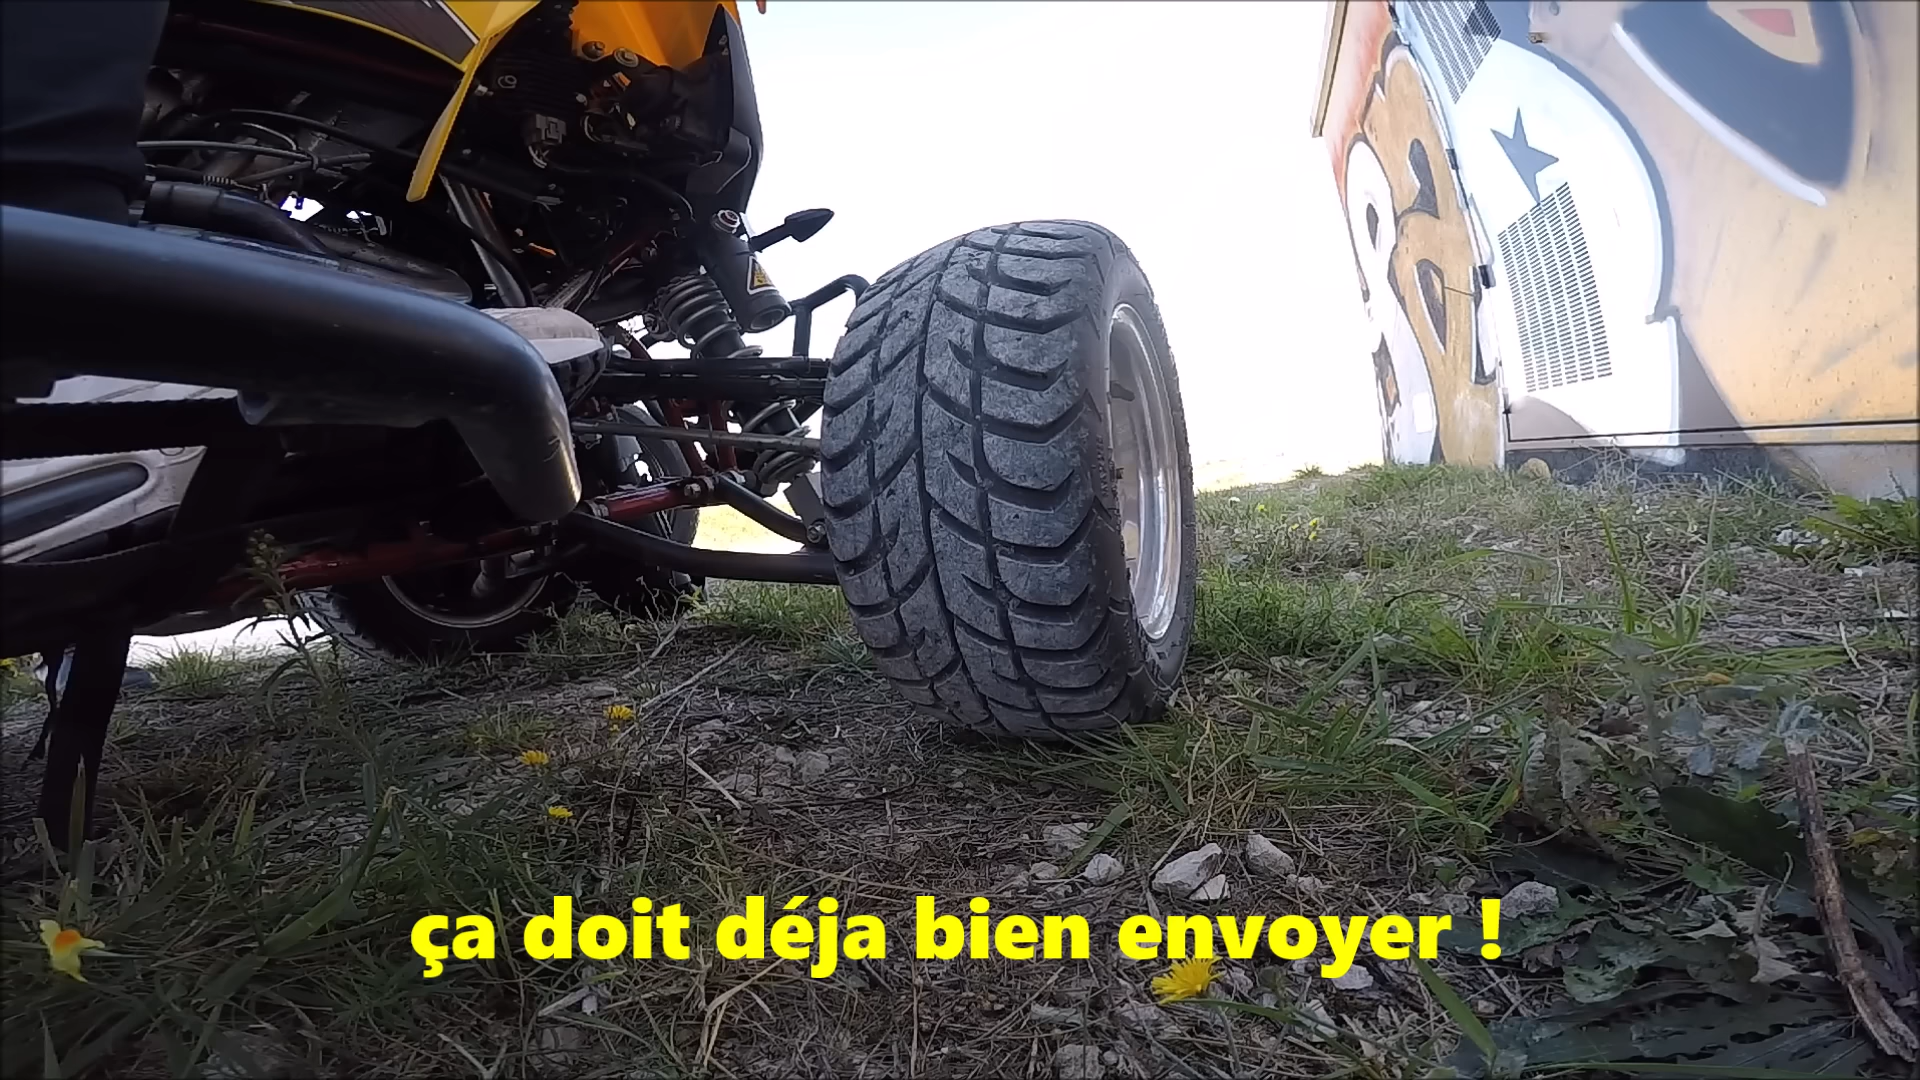 ça doit déja bien envoyer !